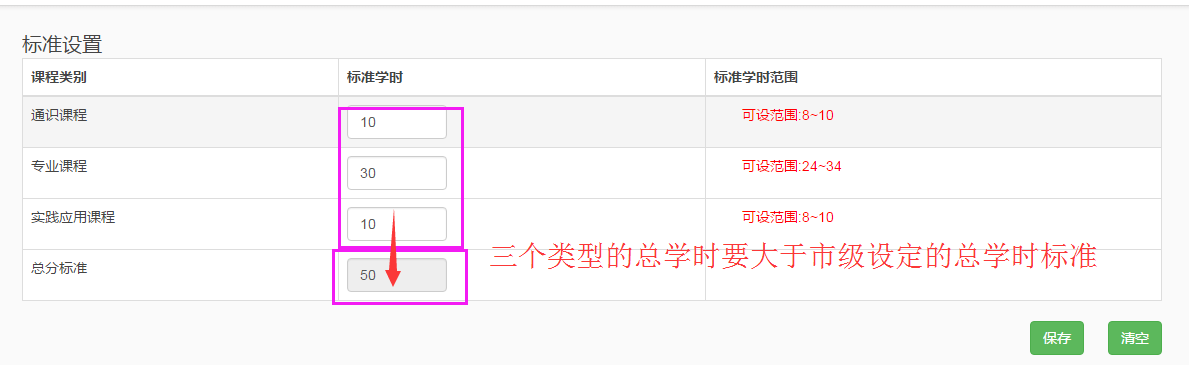 标准设置
课程类别 标准学时 标准学时范围
通识课程 10 可设范围:8~10
专业课程 30 可设范围:24~34
实践应用课程 10 可设范围:8~10
三个类型的总学时要大于市级设定的总学时标准
总分标准 50
保存 清空